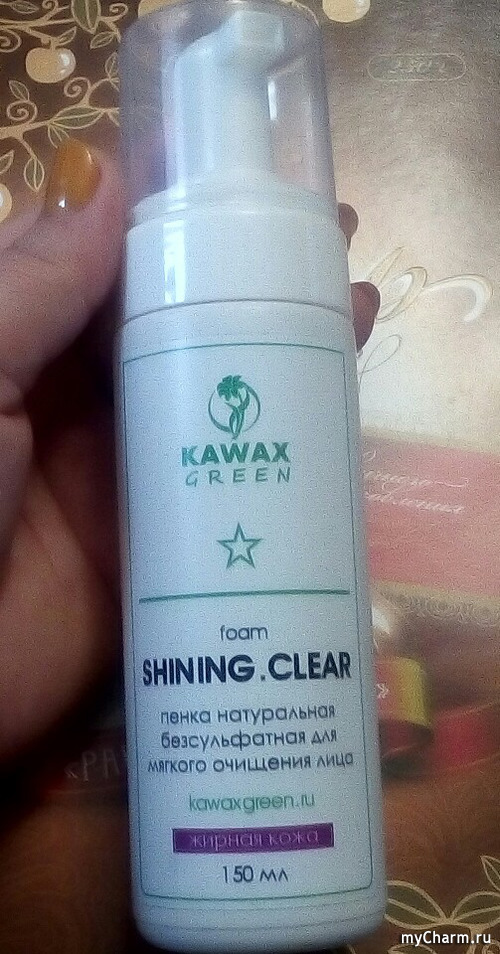 KAWAX
GREEN
foam
SHINING.CLEAR
пенка натуральная
безсульфатная для
мягкого очищения лица
kawaxgreen.ru
жирная кожа
150 мл
myCharm.ru